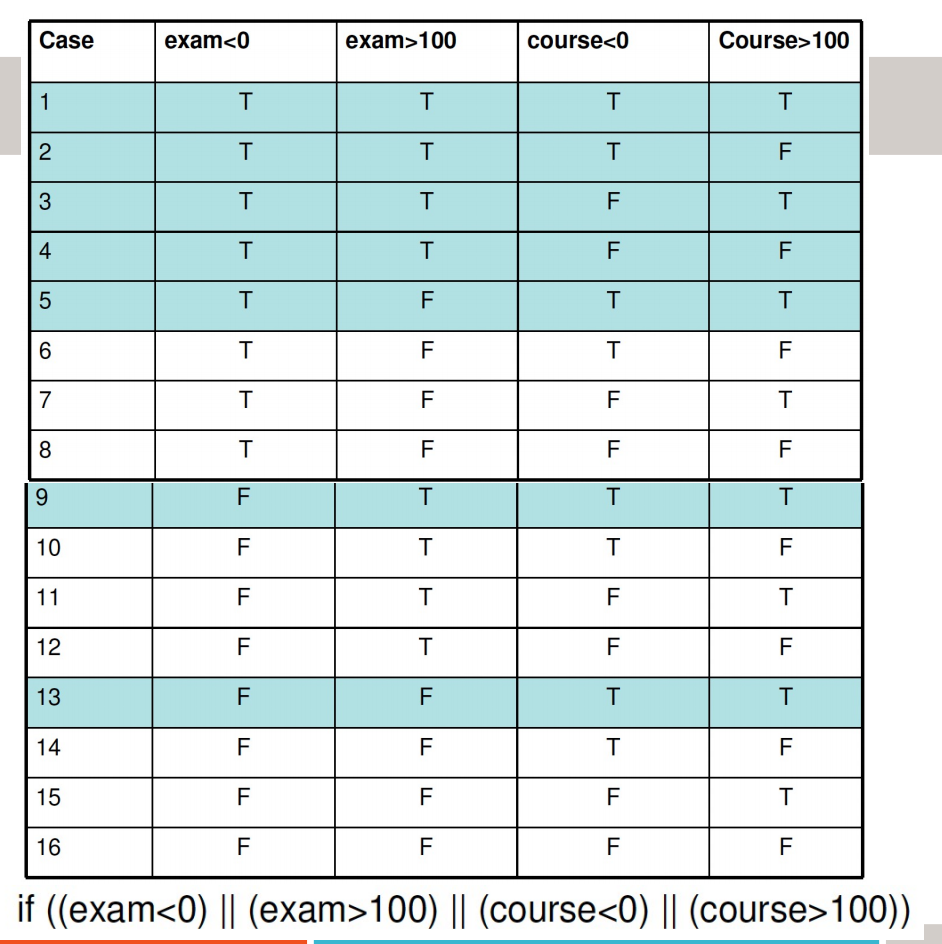 Case exam<0 exam>100 course<0 Course>100
1 T T T T
2 T T T F
3 T T F T
4 T T F F
5 T F T T
6 T F T F
7 T F F T
8 T F F F
9 F T T T
10 F T T F
11 F T F T
12 F T F F
13 F F T T
14 F F T F
15 F F F T
16 F F F F
if ((exam<0) || (exam>100) || (course<0) || (course>100))